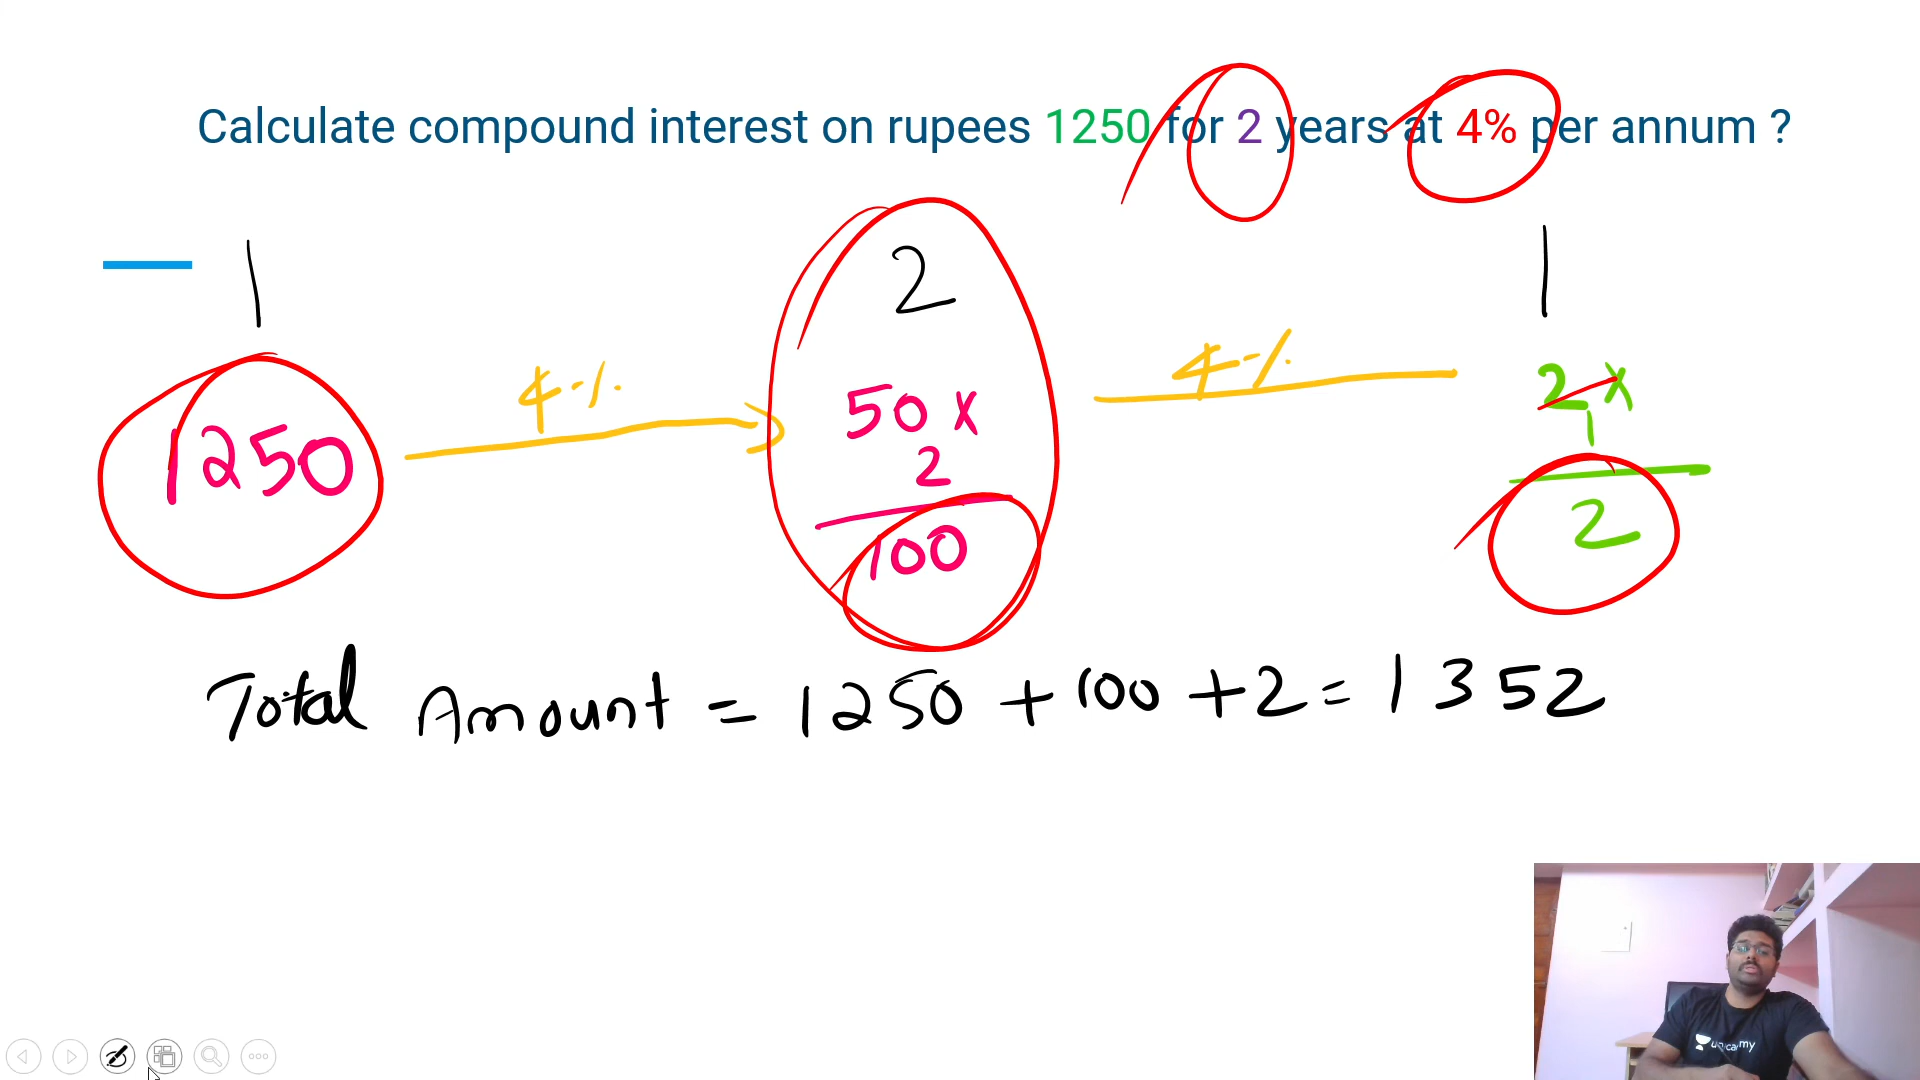 Calculate compound interest on rupees 1250 for 2 years at 4% per annum ?
1 2 1
4% 4%
1250 50 x 2 x
2 1
100 2
Total Amount = 1250 + 100 + 2 = 1352